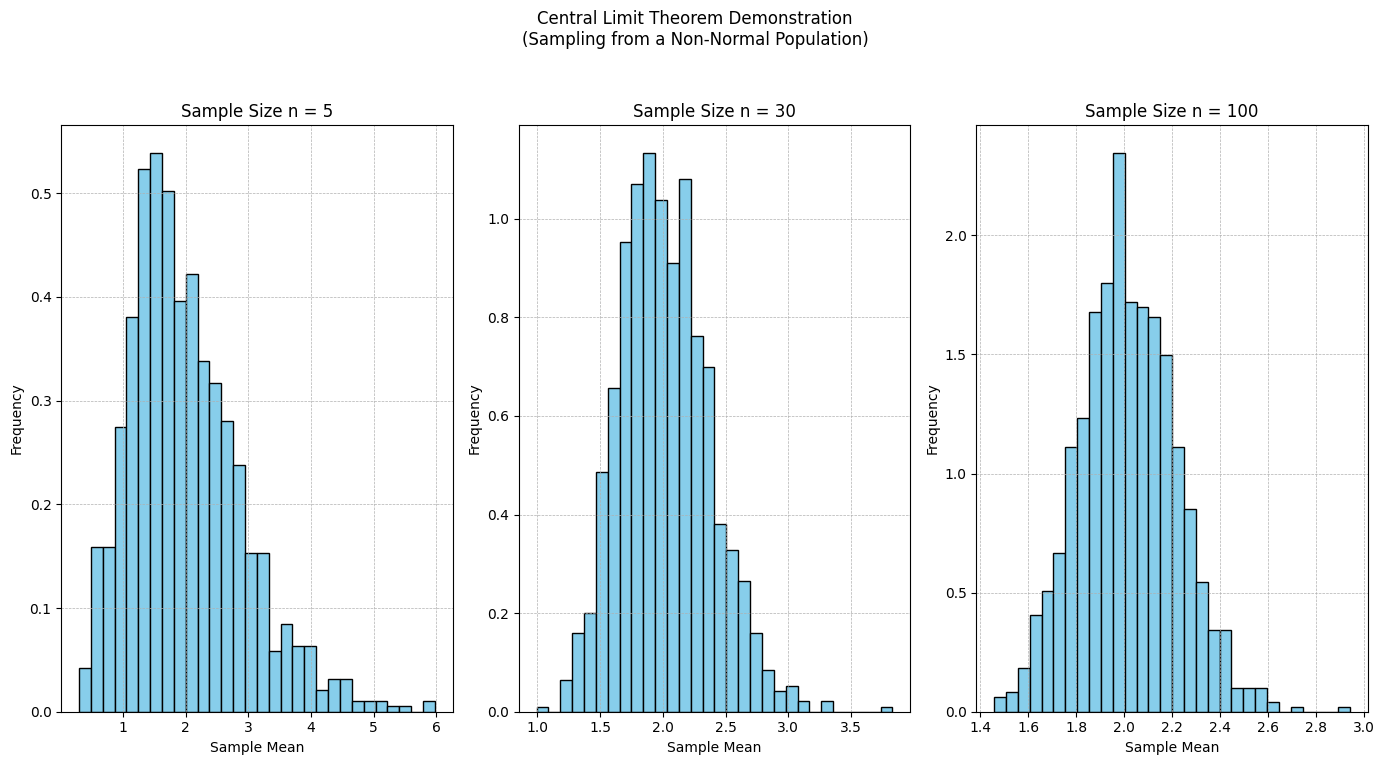 Central Limit Theorem Demonstration
(Sampling from a Non-Normal Population)
Sample Size n = 5
0.5
0.4
0.3
0.2
0.1
0.0
Frequency
1 2 3 4 5 6
Sample Mean
Sample Size n = 30
1.0
0.8
0.6
0.4
0.2
0.0
Frequency
1.0 1.5 2.0 2.5 3.0 3.5
Sample Mean
Sample Size n = 100
2.0
1.5
1.0
0.5
0.0
Frequency
1.4 1.6 1.8 2.0 2.2 2.4 2.6 2.8 3.0
Sample Mean